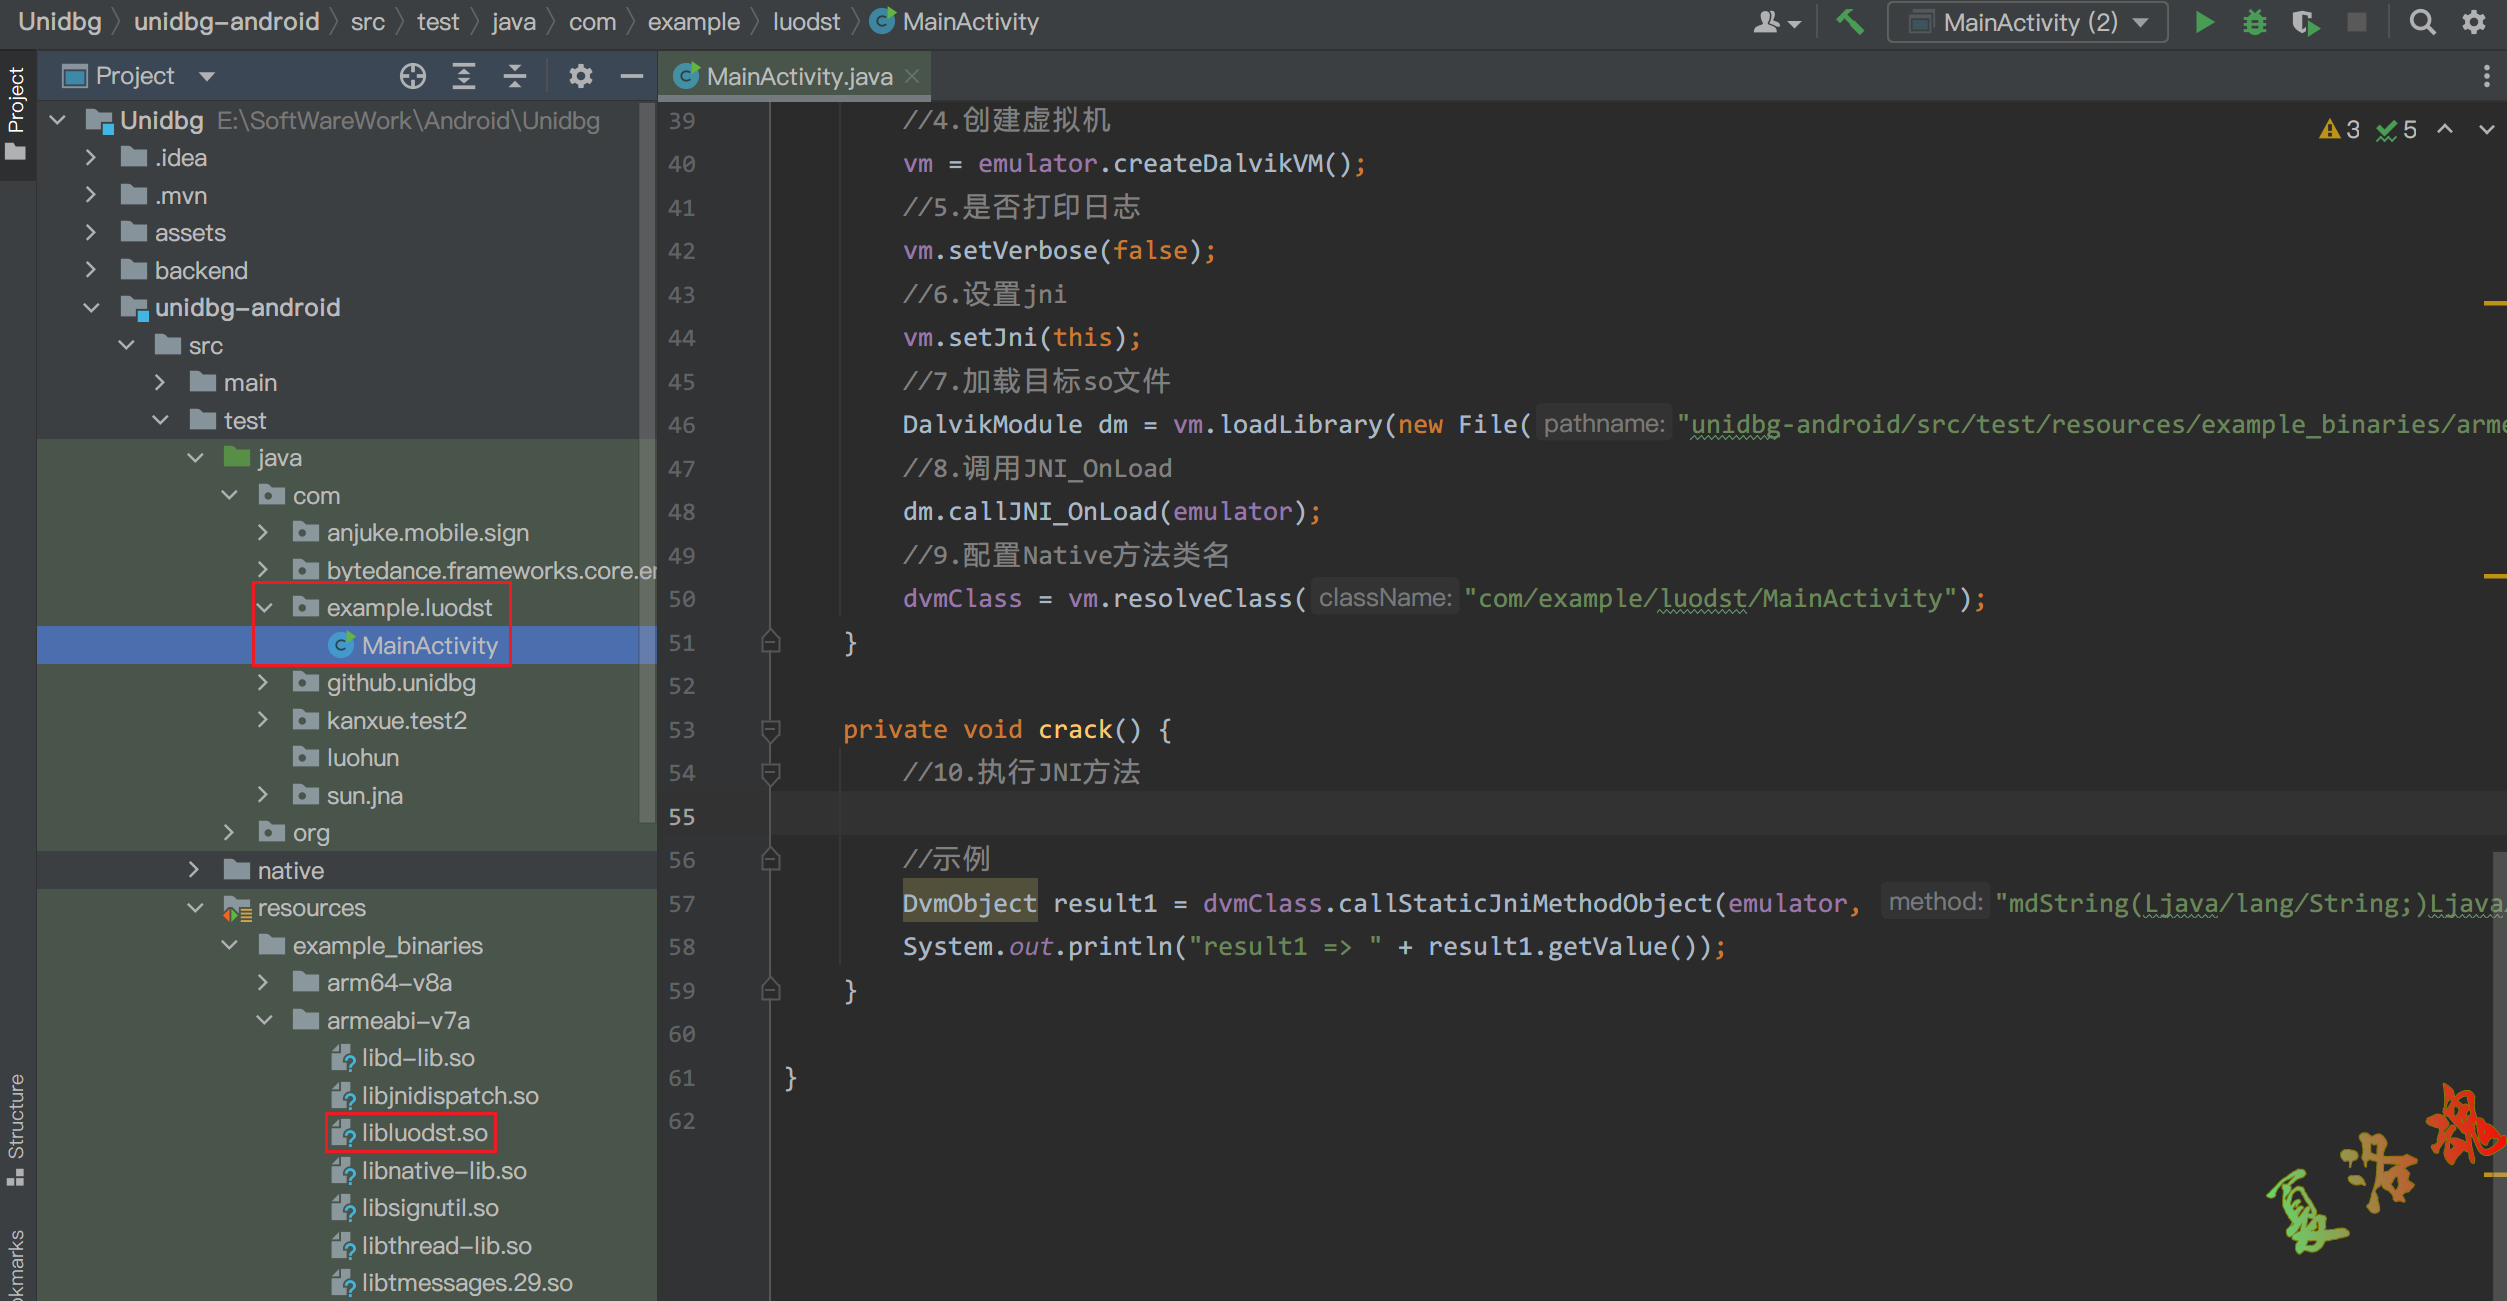 Unidbg unidbg-android src test java com example luodst MainActivity
MainActivity (2)
Project
Project
MainActivity.java
Unidbg E:\SoftWareWork\Android\Unidbg
.idea
.mvn
assets
backend
unidbg-android
src
main
test
java
com
anjuke.mobile.sign
bytedance.frameworks.core.er
example.luodst
MainActivity
github.unidbg
kanxue.test2
luohun
sun.jna
org
native
resources
example_binaries
arm64-v8a
armeabi-v7a
libd-lib.so
libjnidispatch.so
libluodst.so
libnative-lib.so
libsignutil.so
libthread-lib.so
libtmessages.29.so
Structure
okmarks
3 5
39 //4.创建虚拟机
40 vm = emulator.createDalvikVM();
41 //5.是否打印日志
42 vm.setVerbose(false);
43 //6.设置jni
44 vm.setJni(this);
45 //7.加载目标so文件
46 DalvikModule dm = vm.loadLibrary(new File( pathname: "unidbg-android/src/test/resources/example_binaries/arme
47 //8.调用JNI_OnLoad
48 dm.callJNI_OnLoad(emulator);
49 //9.配置Native方法类名
50 dvmClass = vm.resolveClass( className: "com/example/luodst/MainActivity");
51 }
52
53 private void crack() {
54 //10.执行JNI方法
55
56 //示例
57 DvmObject result1 = dvmClass.callStaticJniMethodObject(emulator, method: "mdString(Ljava/lang/String;)Ljava/
58 System.out.println("result1 => " + result1.getValue());
59 }
60
61 }
62
夏洛魂